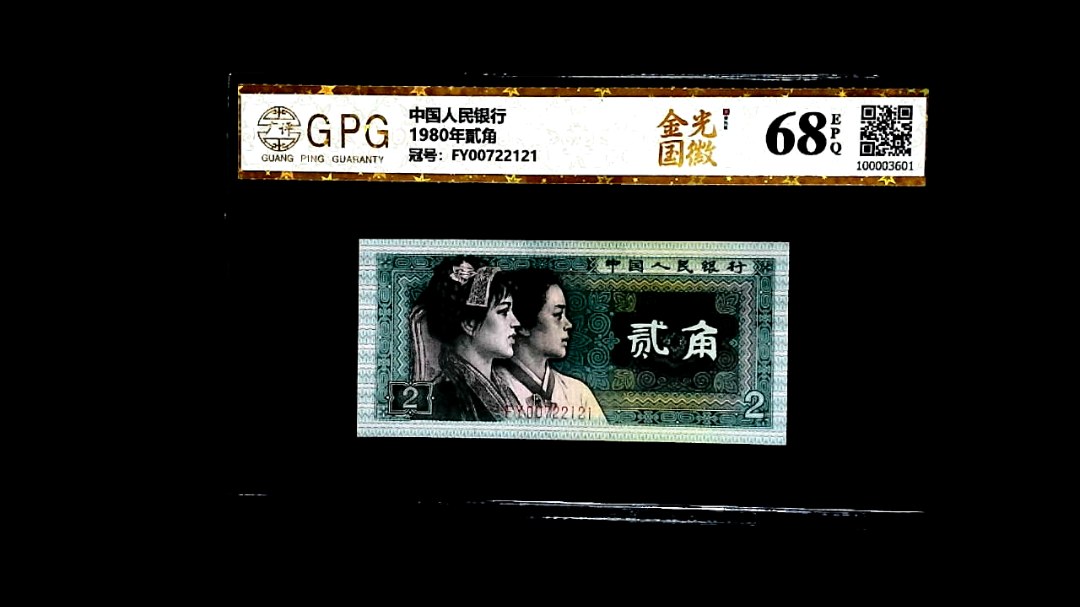 GPG
GUANG PING GUARANTY
中国人民银行
1980年贰角
冠号：FY00722121
金光
国徽
68
EPQ
100003601
中国人民银行
贰角
2
FY00722121
2